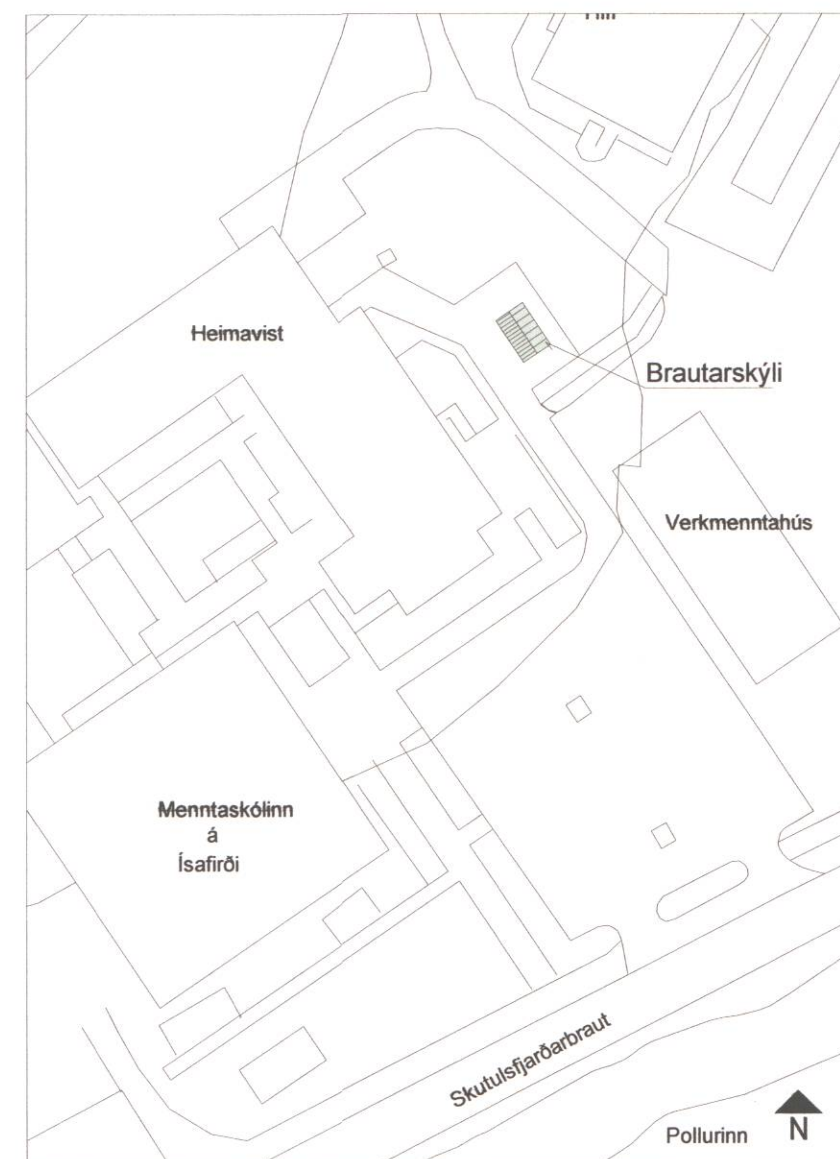 Heimavist
Brautarskýli
Verkmenntahús
Menntaskólinn
á
Ísafirði
Skutulsfjarðarbraut
Pollurinn
N